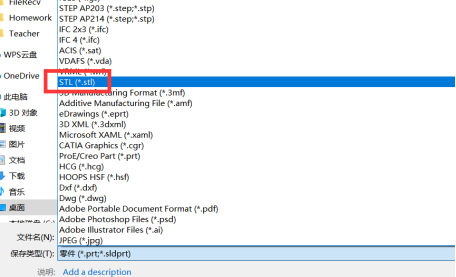 FileRecv
Homework
Teacher
WPS云盘
OneDrive
此电脑
3D 对象
视频
图片
文档
下载
音乐
桌面
STEP AP203 (*.step;*.stp)
STEP AP214 (*.step;*.stp)
IFC 2x3 (*.ifc)
IFC 4 (*.ifc)
ACIS (*.sat)
VDAFS (*.vda)
VRML (*.wrl)
STL (*.stl)
3D Manufacturing Format (*.3mf)
Additive Manufacturing File (*.amf)
eDrawings (*.eprt)
3D XML (*.3dxml)
Microsoft XAML (*.xaml)
CATIA Graphics (*.cgr)
ProE/Creo Part (*.prt)
HCG (*.hcg)
HOOPS HSF (*.hsf)
Dxf (*.dxf)
Dwg (*.dwg)
Adobe Portable Document Format (*.pdf)
Adobe Photoshop Files (*.psd)
Adobe Illustrator Files (*.ai)
JPEG (*.jpg)
文件名(N):
保存类型(T): 零件 (*.prt;*.sldprt)
说明: Add a description